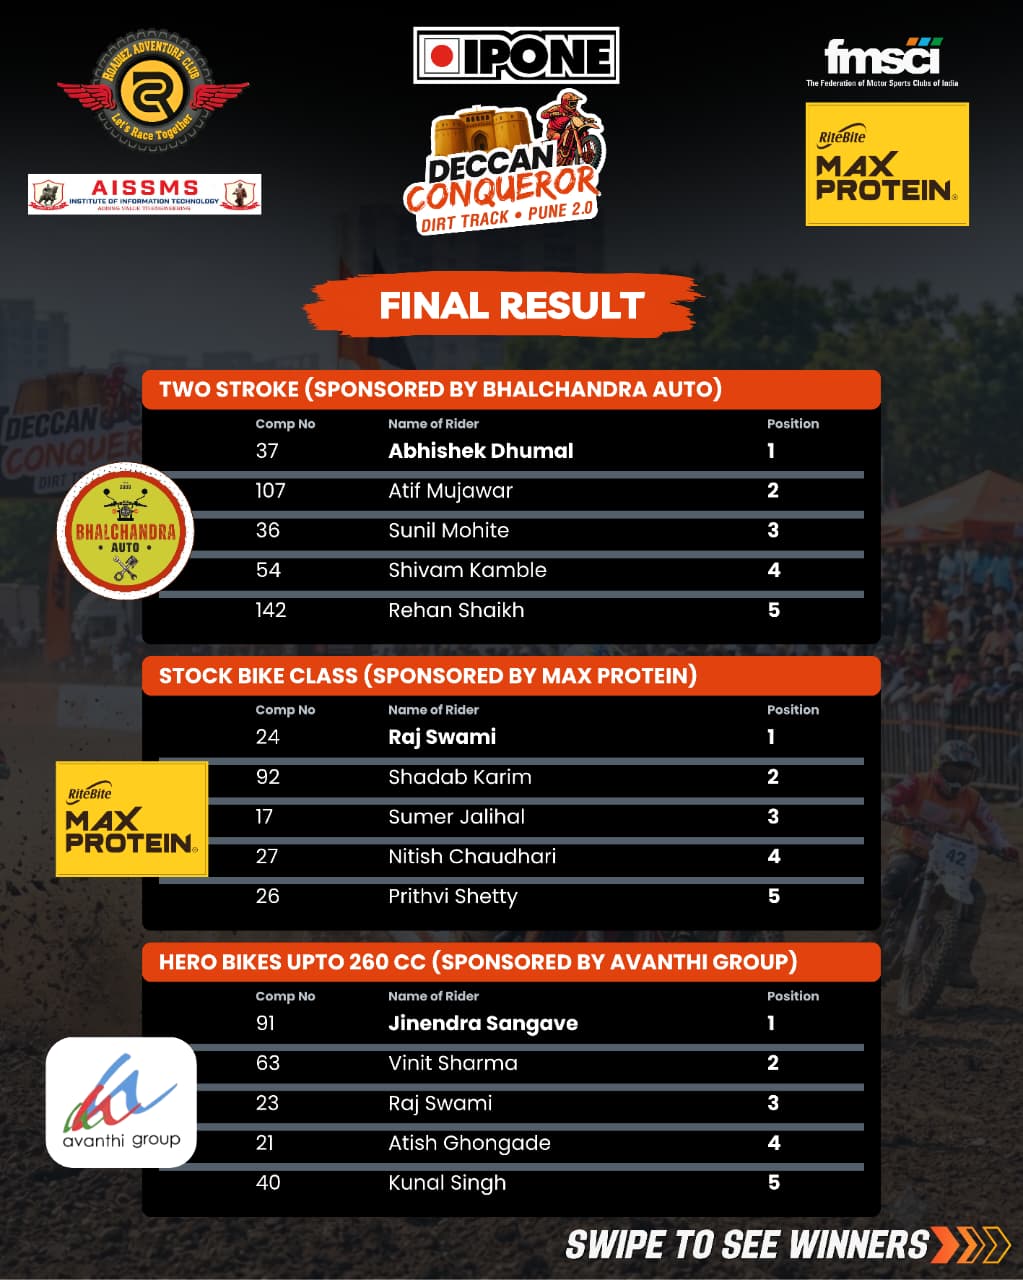 ROADIEZ ADVENTURE CLUB
Let's Race Together
AISSMS
INSTITUTE OF INFORMATION TECHNOLOGY
ADDING VALUE TO ENGINEERING
IPONE
DECCAN
CONQUEROR
DIRT TRACK • PUNE 2.0
fmsci
The Federation of Motor Sports Clubs of India
RiteBite
MAX
PROTEIN®
FINAL RESULT
TWO STROKE (SPONSORED BY BHALCHANDRA AUTO)
Comp No Name of Rider Position
37 Abhishek Dhumal 1
107 Atif Mujawar 2
36 Sunil Mohite 3
54 Shivam Kamble 4
142 Rehan Shaikh 5
BHALCHANDRA
• AUTO •
STOCK BIKE CLASS (SPONSORED BY MAX PROTEIN)
Comp No Name of Rider Position
24 Raj Swami 1
92 Shadab Karim 2
17 Sumer Jalihal 3
27 Nitish Chaudhari 4
26 Prithvi Shetty 5
RiteBite
MAX
PROTEIN®
42
HERO BIKES UPTO 260 CC (SPONSORED BY AVANTHI GROUP)
Comp No Name of Rider Position
91 Jinendra Sangave 1
63 Vinit Sharma 2
23 Raj Swami 3
21 Atish Ghongade 4
40 Kunal Singh 5
avanthi group
DECCAN
CONQUEROR
SWIPE TO SEE WINNERS